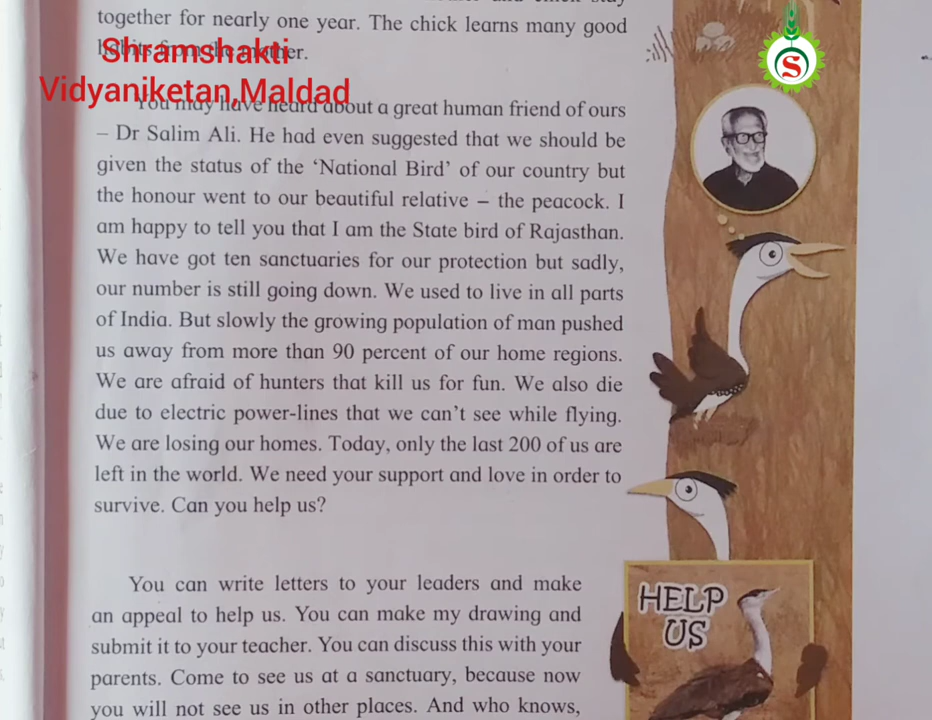 together for nearly one year. The chick learns many good
habits from the mother.
Shramshakti
Vidyaniketan,Maldad
You may have heard about a great human friend of ours
– Dr Salim Ali. He had even suggested that we should be
given the status of the ‘National Bird’ of our country but
the honour went to our beautiful relative – the peacock. I
am happy to tell you that I am the State bird of Rajasthan.
We have got ten sanctuaries for our protection but sadly,
our number is still going down. We used to live in all parts
of India. But slowly the growing population of man pushed
us away from more than 90 percent of our home regions.
We are afraid of hunters that kill us for fun. We also die
due to electric power-lines that we can’t see while flying.
We are losing our homes. Today, only the last 200 of us are
left in the world. We need your support and love in order to
survive. Can you help us?
You can write letters to your leaders and make
an appeal to help us. You can make my drawing and
submit it to your teacher. You can discuss this with your
parents. Come to see us at a sanctuary, because now
you will not see us in other places. And who knows,
S
HELP
US